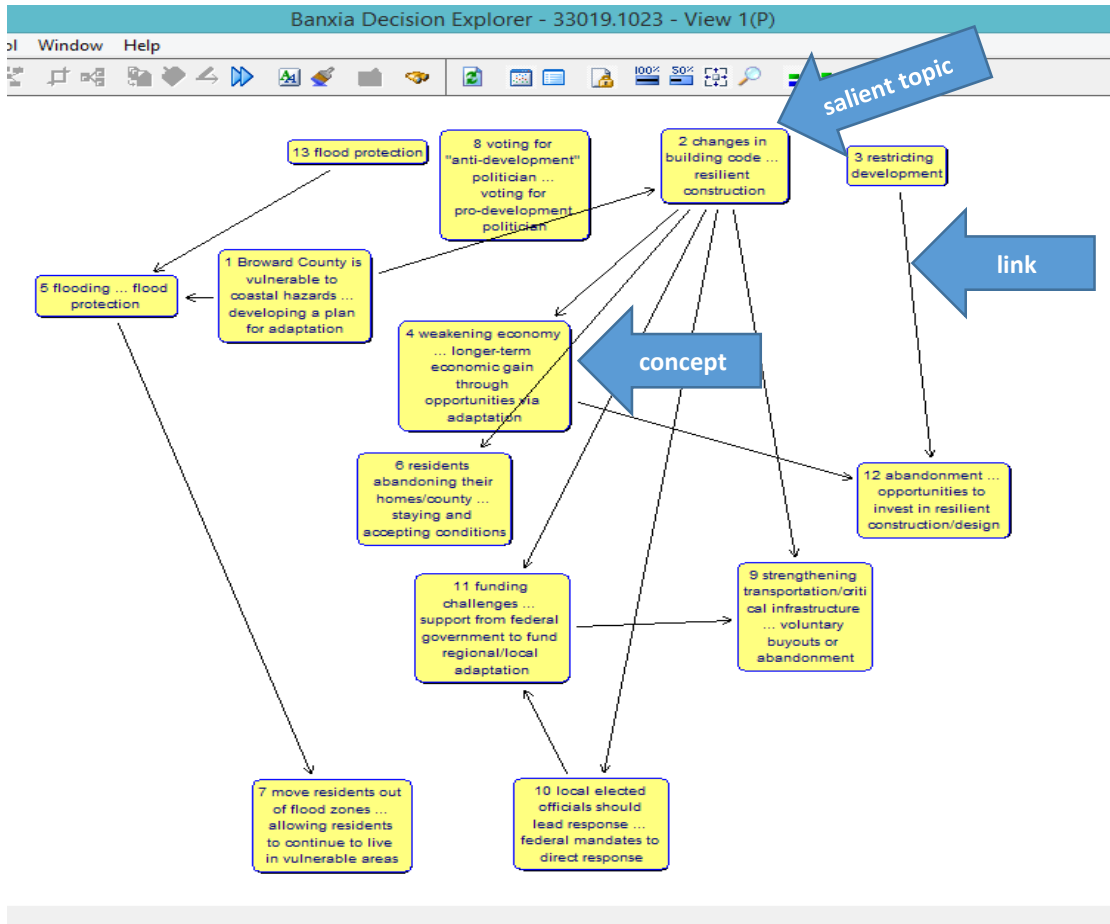 Banxia Decision Explorer - 33019.1023 - View 1(P)
ol Window Help
100% 50%
salient topic
13 flood protection
8 voting for
"anti-development"
politician ...
voting for
pro-development
politician
2 changes in
building code ...
resilient
construction
3 restricting
development
link
1 Broward County is
vulnerable to
coastal hazards ...
developing a plan
for adaptation
5 flooding ... flood
protection
4 weakening economy
... longer-term
economic gain
through
opportunities via
adaptation
concept
6 residents
abandoning their
homes/county ...
staying and
accepting conditions
12 abandonment ...
opportunities to
invest in resilient
construction/design
11 funding
challenges ...
support from federal
government to fund
regional/local
adaptation
9 strengthening
transportation/criti
cal infrastructure
... voluntary
buyouts or
abandonment
7 move residents out
of flood zones ...
allowing residents
to continue to live
in vulnerable areas
10 local elected
officials should
lead response ...
federal mandates to
direct response